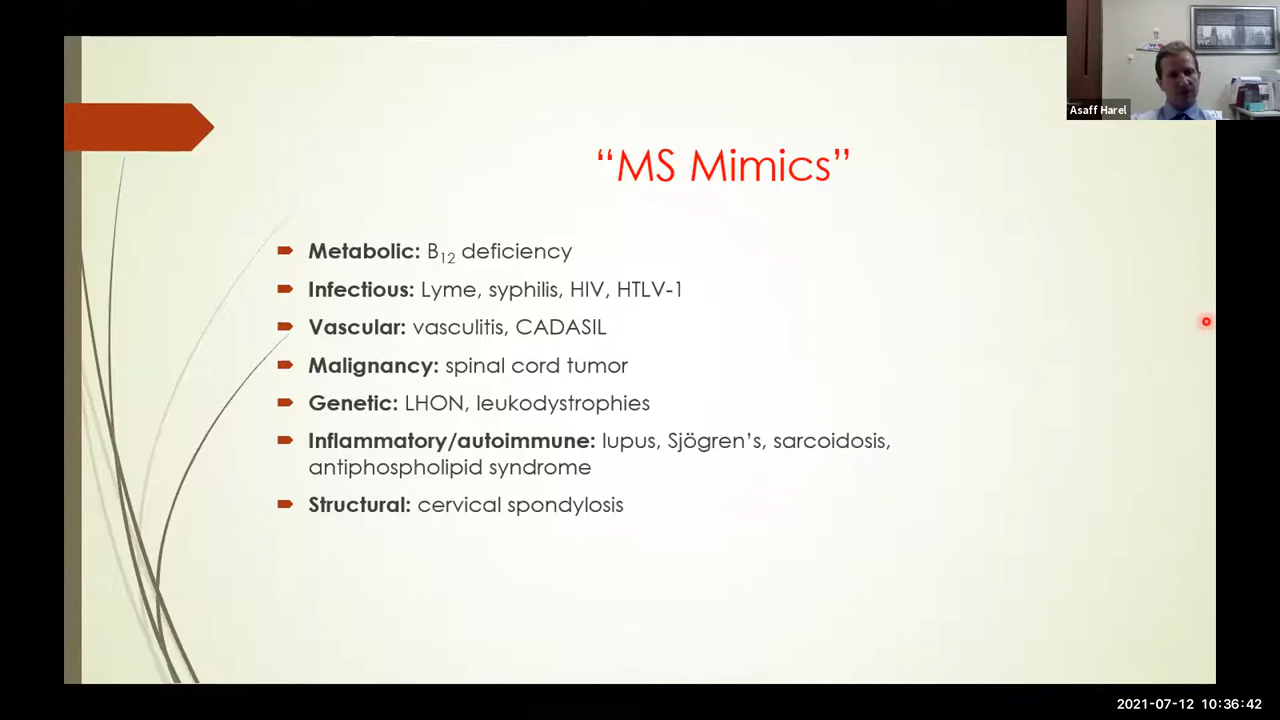 Asaff Harel
“MS Mimics”
Metabolic: B₁₂ deficiency
Infectious: Lyme, syphilis, HIV, HTLV-1
Vascular: vasculitis, CADASIL
Malignancy: spinal cord tumor
Genetic: LHON, leukodystrophies
Inflammatory/autoimmune: lupus, Sjögren’s, sarcoidosis,
antiphospholipid syndrome
Structural: cervical spondylosis
2021-07-12 10:36:42